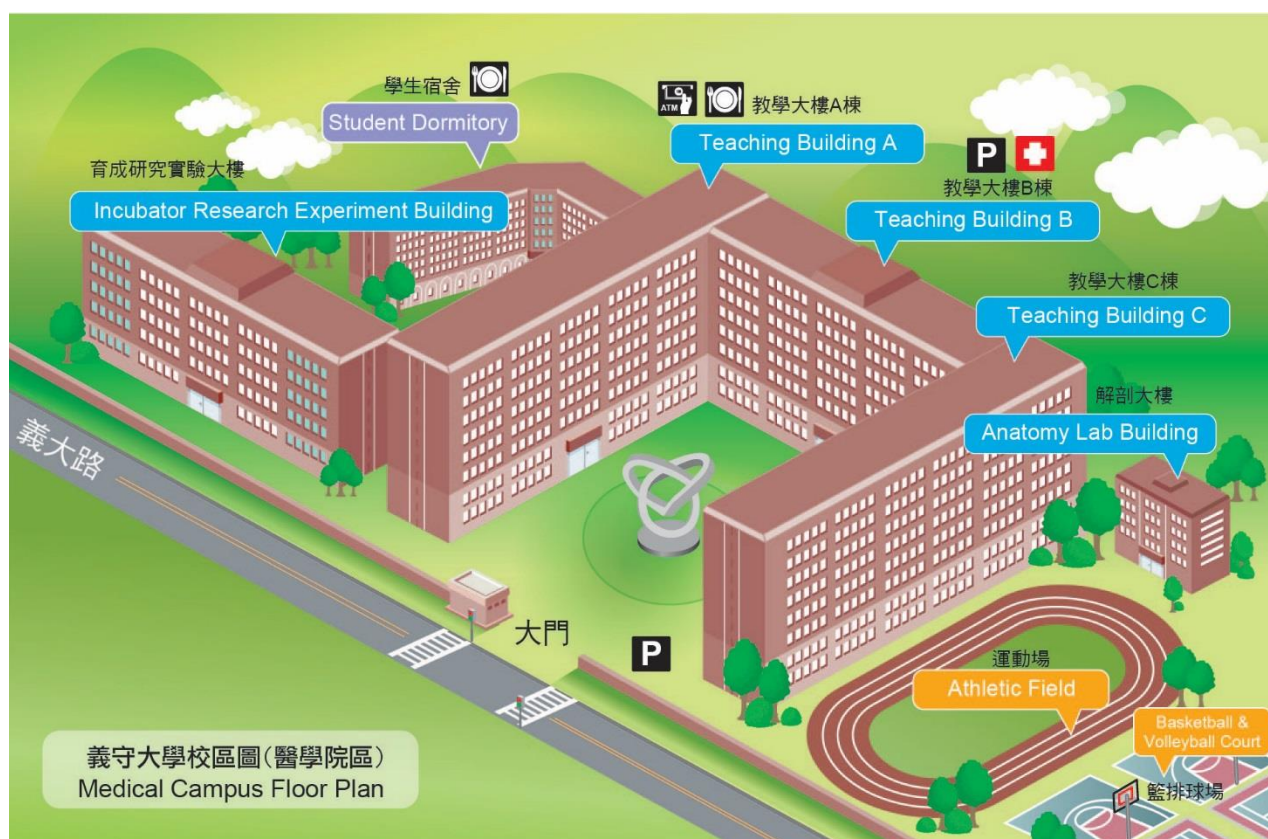 學生宿舍
Student Dormitory
ATM
教學大樓A棟
Teaching Building A
P
教學大樓B棟
Teaching Building B
育成研究實驗大樓
Incubator Research Experiment Building
教學大樓C棟
Teaching Building C
解剖大樓
Anatomy Lab Building
義大路
大門
P
運動場
Athletic Field
Basketball &
Volleyball Court
籃排球場
義守大學校區圖(醫學院區)
Medical Campus Floor Plan